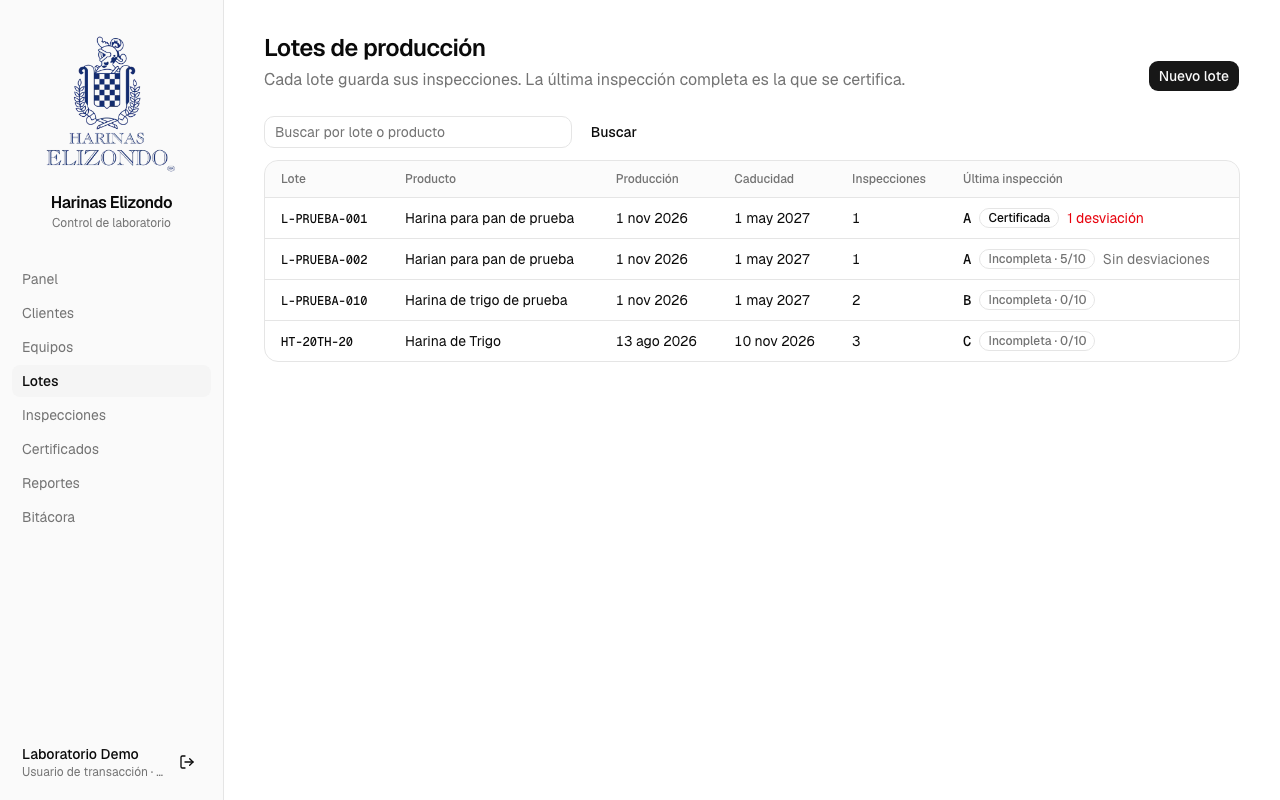 HARINAS
ELIZONDO
Harinas Elizondo
Control de laboratorio
Panel
Clientes
Equipos
Lotes
Inspecciones
Certificados
Reportes
Bitácora
Laboratorio Demo
Usuario de transacción · ...
Lotes de producción
Cada lote guarda sus inspecciones. La última inspección completa es la que se certifica.
Nuevo lote
Buscar por lote o producto Buscar
Lote Producto Producción Caducidad Inspecciones Última inspección
L-PRUEBA-001 Harina para pan de prueba 1 nov 2026 1 may 2027 1 A Certificada 1 desviación
L-PRUEBA-002 Harian para pan de prueba 1 nov 2026 1 may 2027 1 A Incompleta · 5/10 Sin desviaciones
L-PRUEBA-010 Harina de trigo de prueba 1 nov 2026 1 may 2027 2 B Incompleta · 0/10
HT-20TH-20 Harina de Trigo 13 ago 2026 10 nov 2026 3 C Incompleta · 0/10